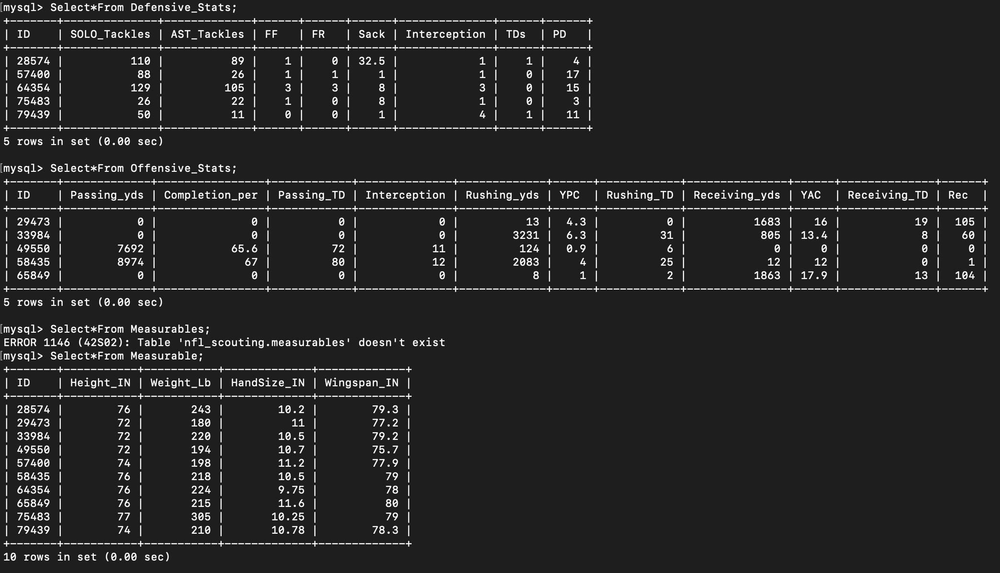 mysql> Select*From Defensive_Stats;
+-------+--------------+-------------+------+------+------+--------------+------+------+
| ID    | SOLO_Tackles | AST_Tackles | FF   | FR   | Sack | Interception | TDs  | PD   |
+-------+--------------+-------------+------+------+------+--------------+------+------+
| 28574 |          110 |          89 |    1 |    0 | 32.5 |            1 |    1 |    4 |
| 57400 |           88 |          26 |    1 |    1 |    1 |            1 |    0 |   17 |
| 64354 |          129 |         105 |    3 |    3 |    8 |            3 |    0 |   15 |
| 75483 |           26 |          22 |    1 |    0 |    8 |            1 |    0 |    3 |
| 79439 |           50 |          11 |    0 |    0 |    1 |            4 |    1 |   11 |
+-------+--------------+-------------+------+------+------+--------------+------+------+
5 rows in set (0.00 sec)

mysql> Select*From Offensive_Stats;
+-------+-------------+----------------+------------+--------------+-------------+------+------------+---------------+------+--------------+------+
| ID    | Passing_yds | Completion_per | Passing_TD | Interception | Rushing_yds | YPC  | Rushing_TD | Receiving_yds | YAC  | Receiving_TD | Rec  |
+-------+-------------+----------------+------------+--------------+-------------+------+------------+---------------+------+--------------+------+
| 29473 |           0 |              0 |          0 |            0 |          13 |  4.3 |          0 |          1683 |   16 |           19 |  105 |
| 33984 |           0 |              0 |          0 |            0 |        3231 |  6.3 |         31 |           805 | 13.4 |            8 |   60 |
| 49550 |        7692 |           65.6 |         72 |           11 |         124 |  0.9 |          6 |             0 |    0 |            0 |    0 |
| 58435 |        8974 |             67 |         80 |           12 |        2083 |    4 |         25 |            12 |   12 |            0 |    1 |
| 65849 |           0 |              0 |          0 |            0 |           8 |    1 |          2 |          1863 | 17.9 |           13 |  104 |
+-------+-------------+----------------+------------+--------------+-------------+------+------------+---------------+------+--------------+------+
5 rows in set (0.00 sec)

mysql> Select*From Measurables;
ERROR 1146 (42S02): Table 'nfl_scouting.measurables' doesn't exist
mysql> Select*From Measurable;
+-------+-----------+-----------+-------------+-------------+
| ID    | Height_IN | Weight_Lb | HandSize_IN | Wingspan_IN |
+-------+-----------+-----------+-------------+-------------+
| 28574 |        76 |       243 |        10.2 |        79.3 |
| 29473 |        72 |       180 |          11 |        77.2 |
| 33984 |        72 |       220 |        10.5 |        79.2 |
| 49550 |        72 |       194 |        10.7 |        75.7 |
| 57400 |        74 |       198 |        11.2 |        77.9 |
| 58435 |        76 |       218 |        10.5 |          79 |
| 64354 |        76 |       224 |        9.75 |          78 |
| 65849 |        76 |       215 |        11.6 |          80 |
| 75483 |        77 |       305 |       10.25 |          79 |
| 79439 |        74 |       210 |       10.78 |        78.3 |
+-------+-----------+-----------+-------------+-------------+
10 rows in set (0.00 sec)